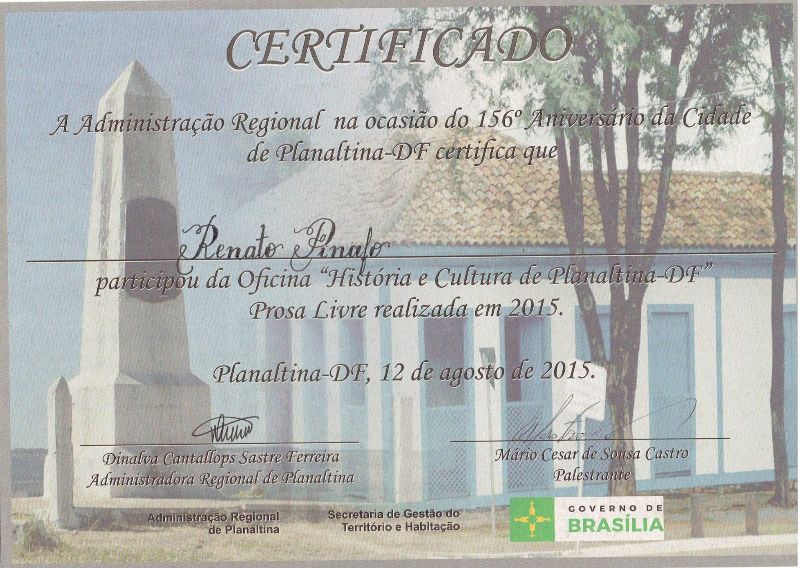 CERTIFICADO
A Administração Regional na ocasião do 156º Aniversário da Cidade
de Planaltina-DF certifica que
Renato Pinafo
participou da Oficina “História e Cultura de Planaltina-DF”
Prosa Livre realizada em 2015.
Planaltina-DF, 12 de agosto de 2015.
Dinalva Cantallops Sastre Ferreira
Administradora Regional de Planaltina
Mário Cesar de Sousa Castro
Palestrante
Administração Regional
de Planaltina
Secretaria de Gestão do
Território e Habitação
GOVERNO DE
BRASÍLIA